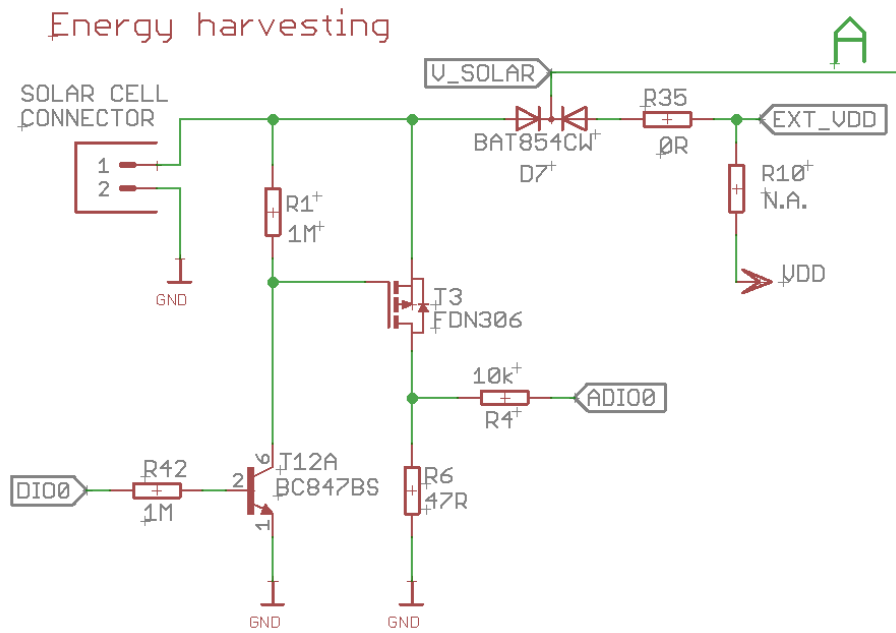 Energy harvesting
A
V_SOLAR
SOLAR CELL
CONNECTOR
R35
EXT_VDD
BAT854CW
0R
1
D7
R10
2
R1
N.A.
1M
VDD
GND
T3
FDN306
10k
ADIO0
R4
6
T12A
R42
R6
2
BC847BS
47R
DIO0
1M
1
GND
GND